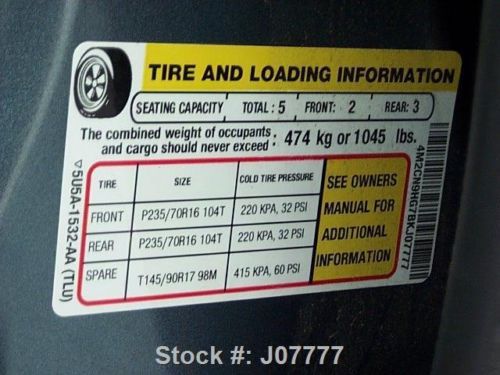 TIRE AND LOADING INFORMATION
SEATING CAPACITY TOTAL : 5 FRONT: 2 REAR: 3
The combined weight of occupants
and cargo should never exceed : 474 kg or 1045 lbs.
TIRE SIZE COLD TIRE PRESSURE
FRONT P235/70R16 104T 220 KPA, 32 PSI
REAR P235/70R16 104T 220 KPA, 32 PSI
SPARE T145/90R17 98M 415 KPA, 60 PSI
SEE OWNERS
MANUAL FOR
ADDITIONAL
INFORMATION
5U5A-1532-AA (TLU)
4M2CN9H67BKJ07777
Stock #: J07777